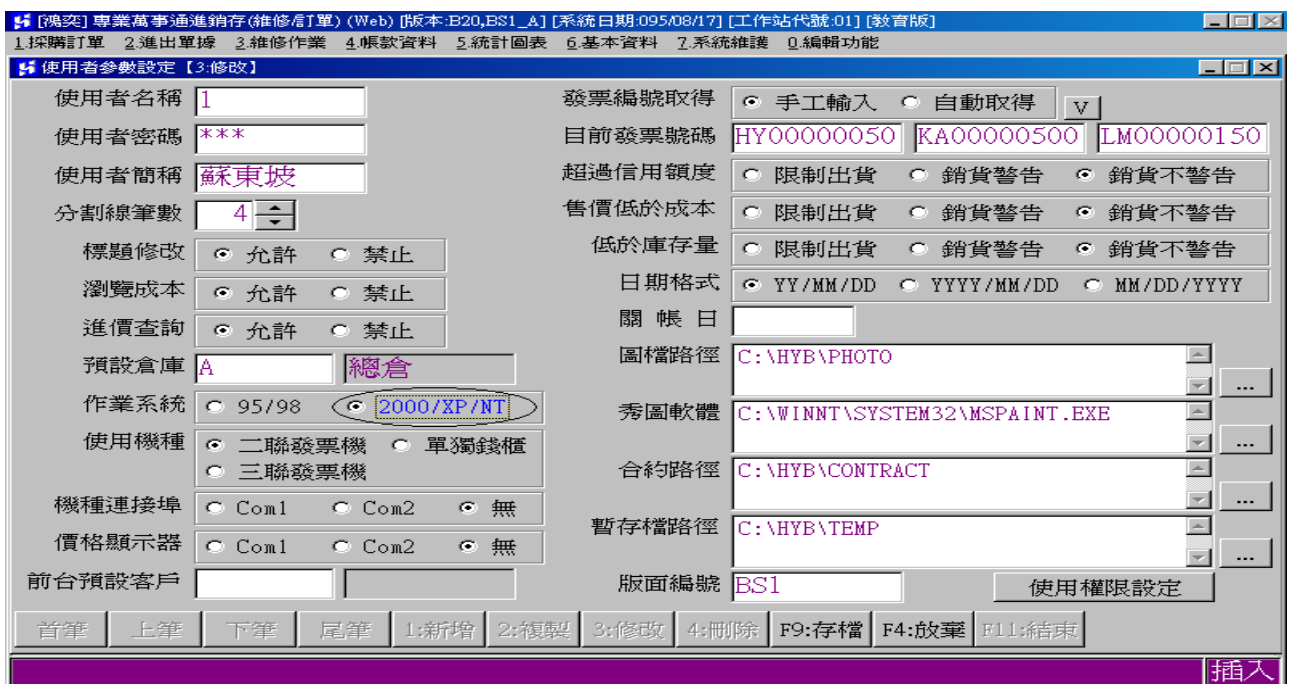 [鴻奕] 專業萬事通進銷存(維修/訂單) (Web) [版本:B20,BS1_A] [系統日期:095/08/17] [工作站代號:01] [教育版]
1.採購訂單 2.進出單據 3.維修作業 4.帳款資料 5.統計圖表 6.基本資料 7.系統維護 0.編輯功能
使用者參數設定【3:修改】
使用者名稱 1
使用者密碼 ***
使用者簡稱 蘇東坡
分割線筆數 4
標題修改 允許 禁止
瀏覽成本 允許 禁止
進價查詢 允許 禁止
預設倉庫 A 總倉
作業系統 95/98 2000/XP/NT
使用機種 二聯發票機 單獨錢櫃
三聯發票機
機種連接埠 Com1 Com2 無
價格顯示器 Com1 Com2 無
前台預設客戶
發票編號取得 手工輸入 自動取得 V
目前發票號碼 HY00000050 KA00000500 LM00000150
超過信用額度 限制出貨 銷貨警告 銷貨不警告
售價低於成本 限制出貨 銷貨警告 銷貨不警告
低於庫存量 限制出貨 銷貨警告 銷貨不警告
日期格式 YY/MM/DD YYYY/MM/DD MM/DD/YYYY
關 帳 日
圖檔路徑 C:\HYB\PHOTO ...
秀圖軟體 C:\WINNT\SYSTEM32\MSPAINT.EXE ...
合約路徑 C:\HYB\CONTRACT ...
暫存檔路徑 C:\HYB\TEMP ...
版面編號 BS1 使用權限設定
首筆 上筆 下筆 尾筆 1:新增 2:複製 3:修改 4:刪除 F9:存檔 F4:放棄 F11:結束
插入